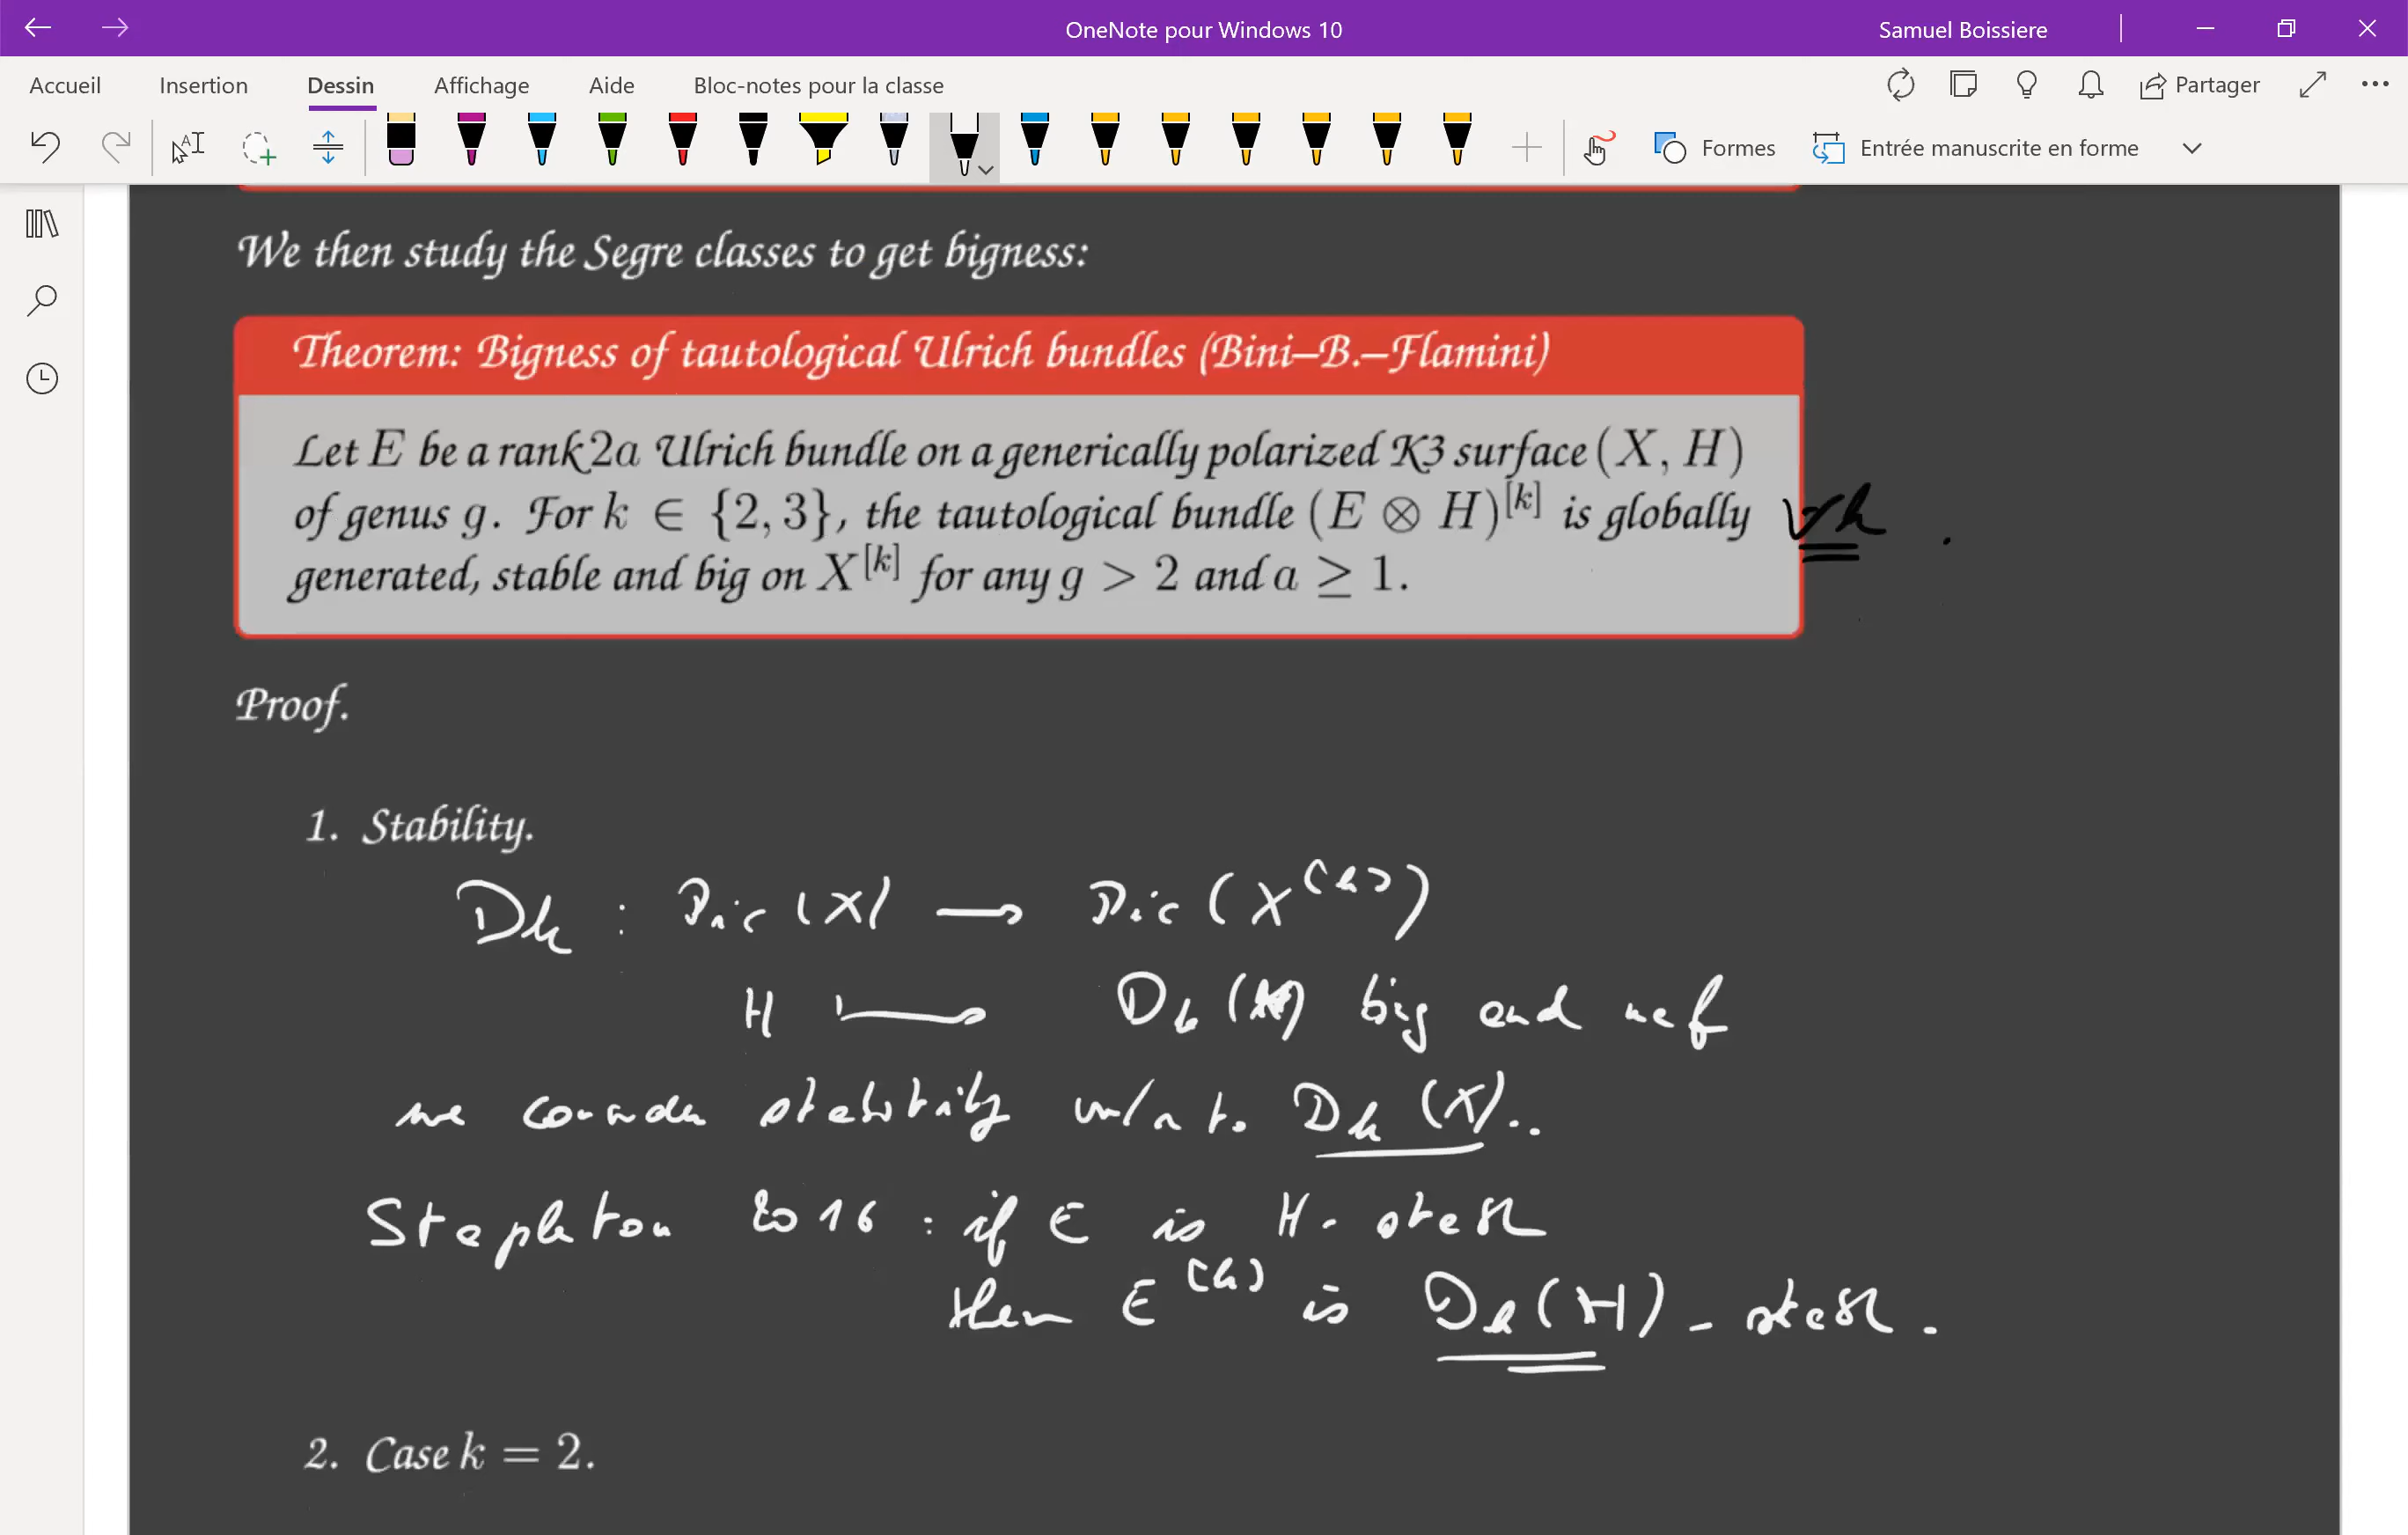 OneNote pour Windows 10
Samuel Boissiere
Accueil Insertion Dessin Affichage Aide Bloc-notes pour la classe Partager
Formes Entrée manuscrite en forme
We then study the Segre classes to get bigness:
Theorem: Bigness of tautological Ulrich bundles (Bini–B.–Flamini)
Let E be a rank 2a Ulrich bundle on a generically polarized K3 surface (X, H)
of genus g. For k ∈ {2, 3}, the tautological bundle (E ⊗ H)^[k] is globally ∀k
generated, stable and big on X^[k] for any g > 2 and a ≥ 1.
Proof.
1. Stability.
D_k : Pic (X) → Pic (X^(k))
H ↦ D_k (H) big and nef
we consider stability w/r t. D_k (X)..
Stapleton 2016 : if E is H-stable
then E^(k) is D_k(H) - stable.
2. Case k = 2.